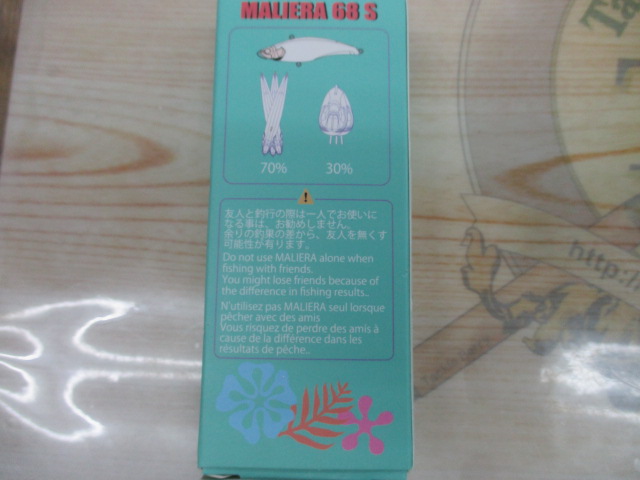 MALIERA 68 S
70% 30%
友人と釣行の際は一人でお使いに
なる事は、お勧めしません。
余りの釣果の差から、友人を無くす
可能性が有ります。
Do not use MALIERA alone when
fishing with friends.
You might lose friends because of
the difference in fishing results..
N'utilisez pas MALIERA seul lorsque
pêcher avec des amis
Vous risquez de perdre des amis à
cause de la différence dans les
résultats de pêche..
Ta
http://